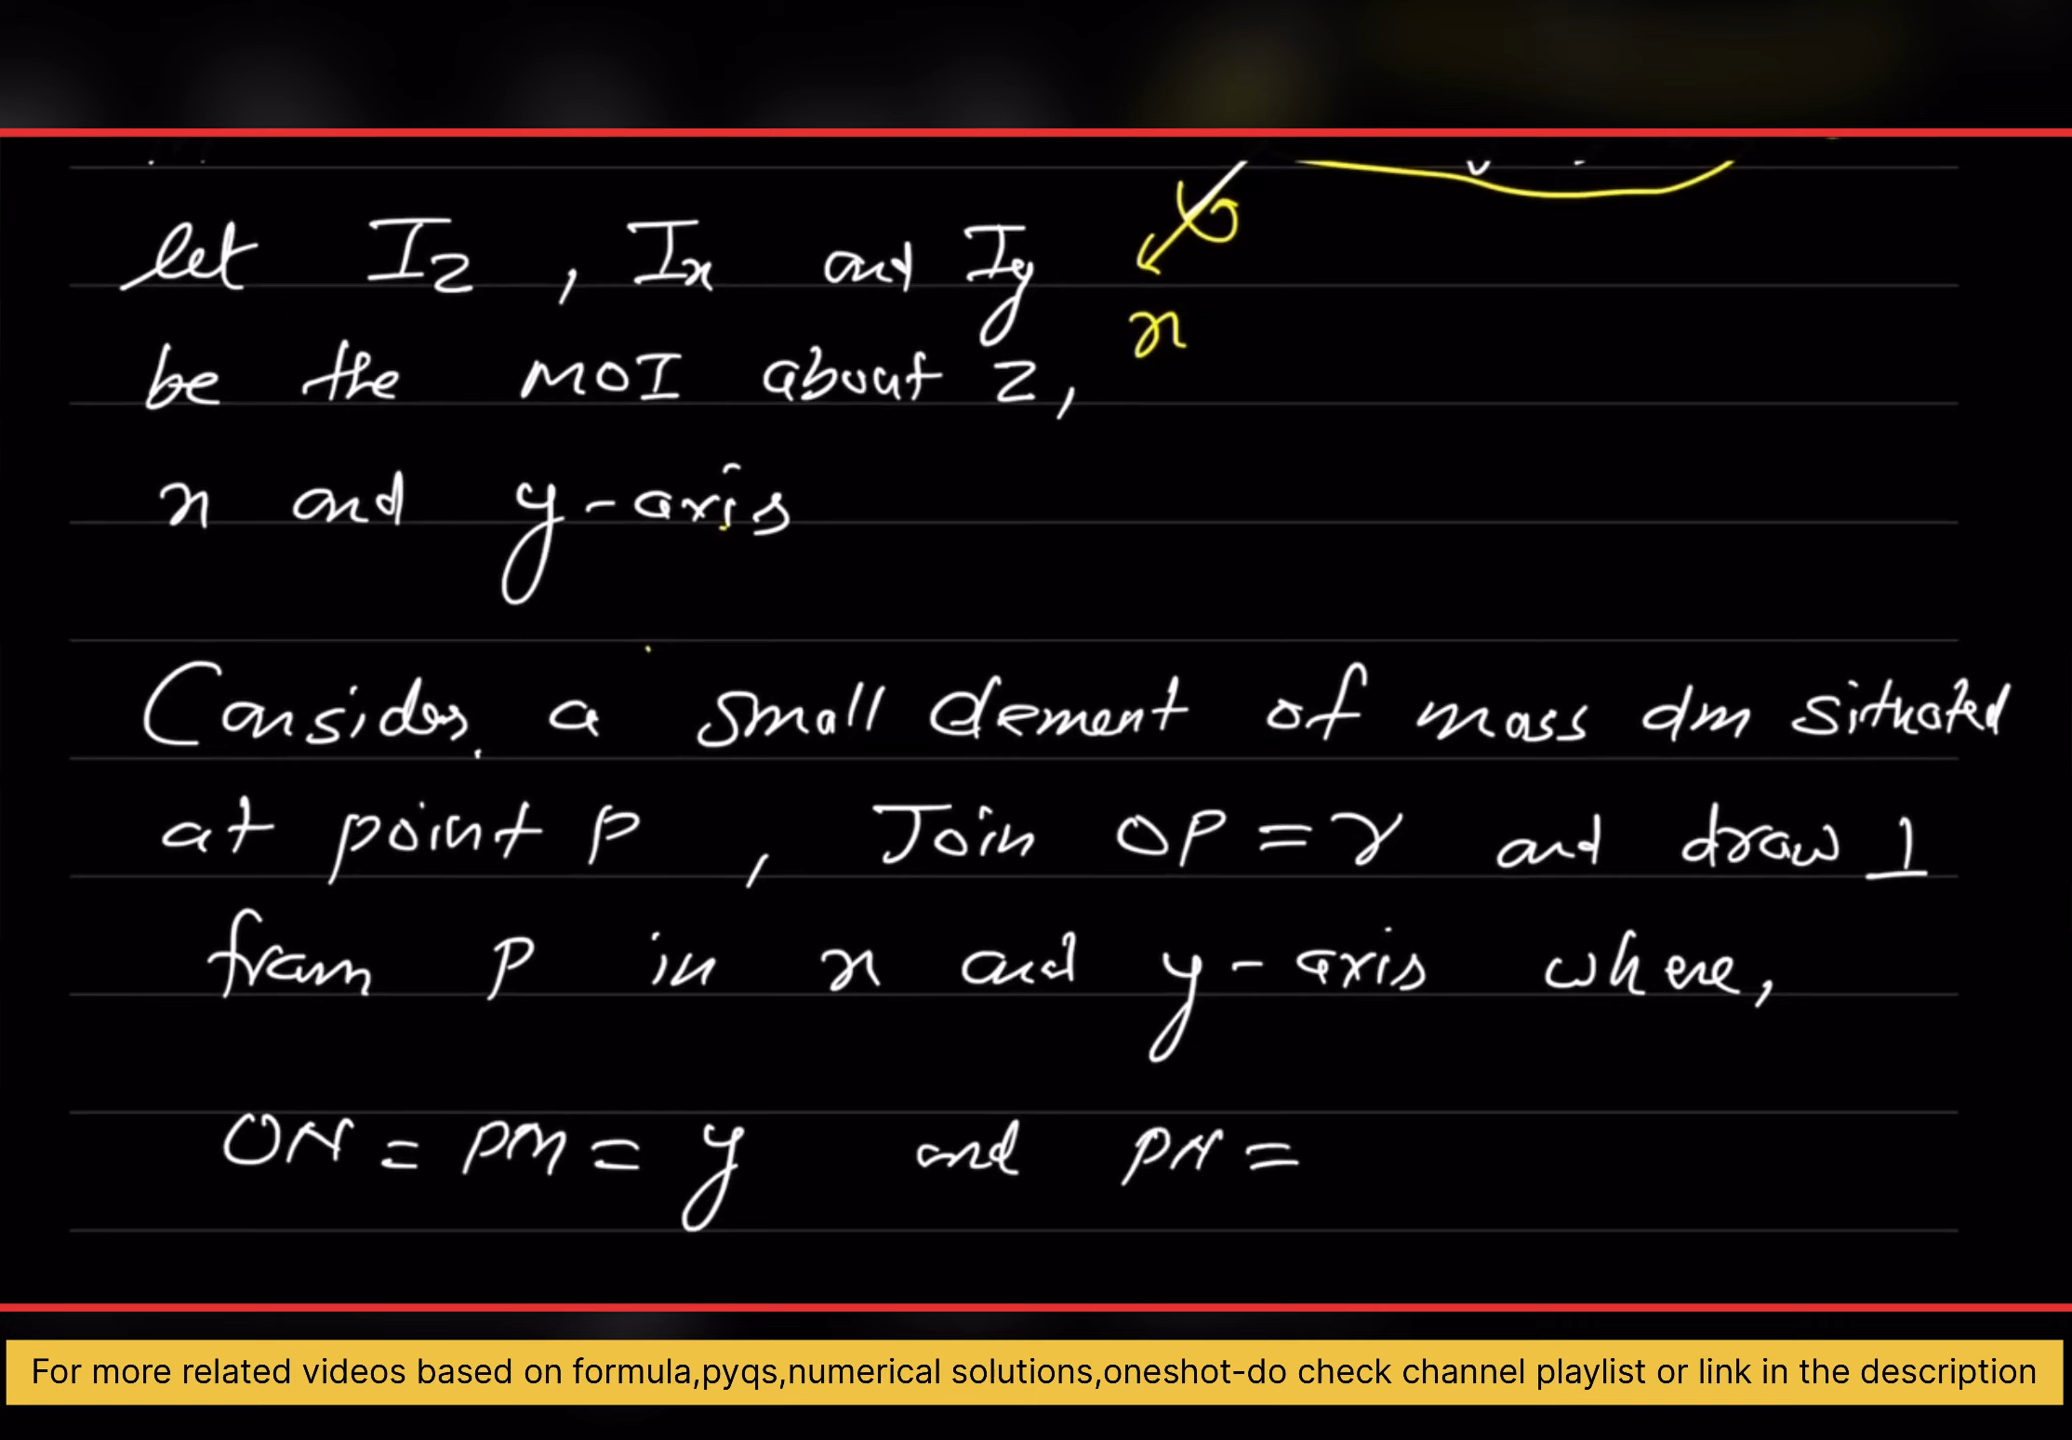 let Iz , Ix and Iy
x
be the MOI about z,
x and y-axis
Consider a small element of mass dm situated
at point P , Join OP = r and draw ⊥
from P in x and y-axis where,
ON = PM = y and PN =
For more related videos based on formula,pyqs,numerical solutions,oneshot-do check channel playlist or link in the description